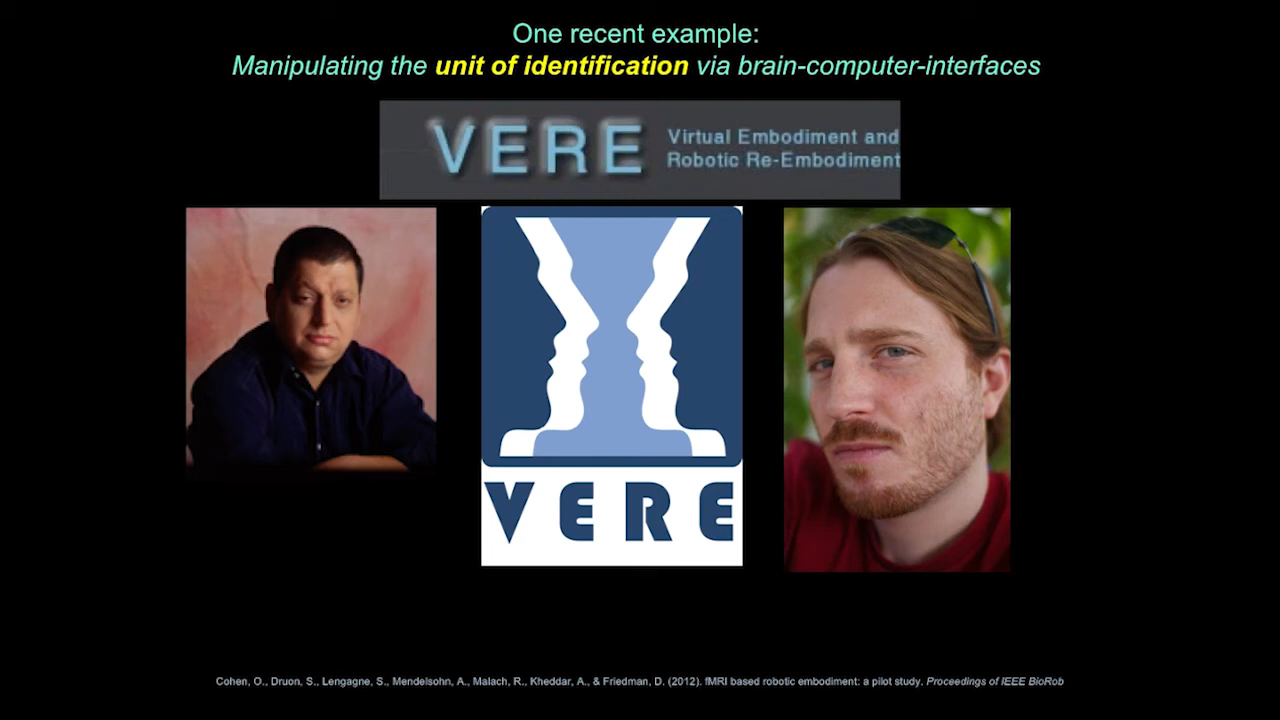 One recent example:
Manipulating the unit of identification via brain-computer-interfaces
VERE
Virtual Embodiment and
Robotic Re-Embodiment
VERE
Cohen, O., Druon, S., Lengagne, S., Mendelsohn, A., Malach, R., Kheddar, A., & Friedman, D. (2012). fMRI based robotic embodiment: a pilot study. Proceedings of IEEE BioRob